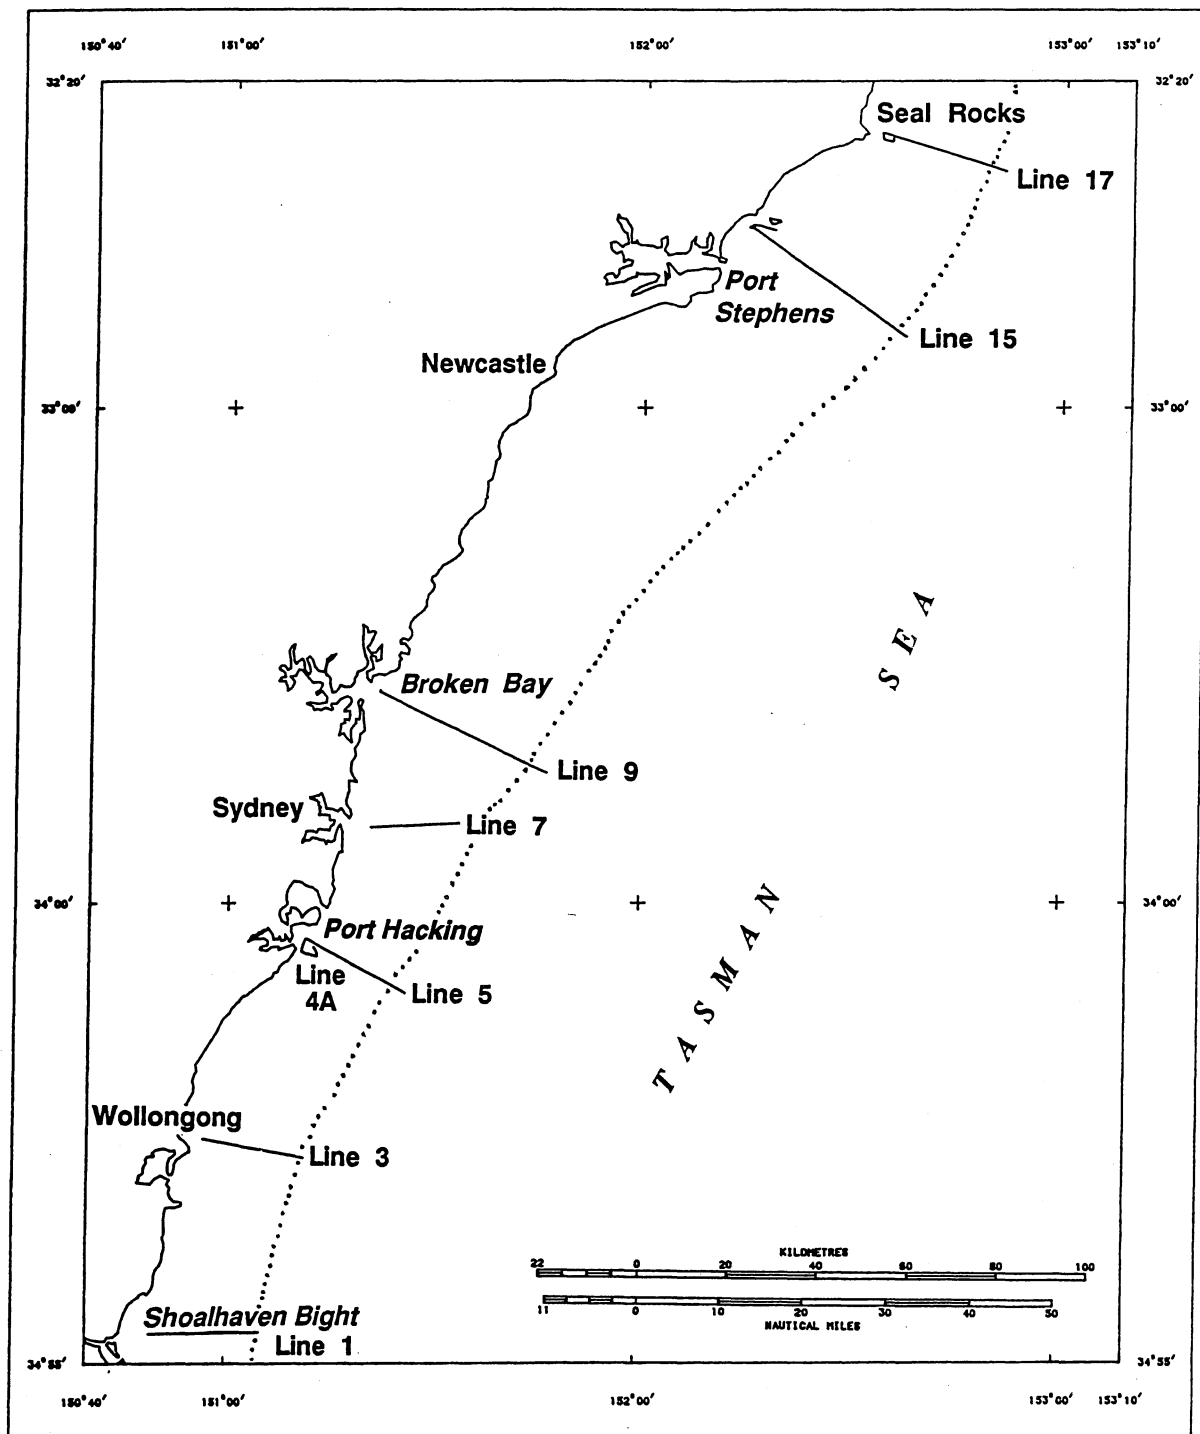 150°40′ 151°00′ 152°00′ 153°00′ 153°10′
32°20′ 32°20′
Seal Rocks
Line 17
Port
Stephens
Line 15
Newcastle
33°00′ 33°00′
SEA
Broken Bay
Line 9
Sydney
Line 7
TASMAN
34°00′ 34°00′
Port Hacking
Line
4A
Line 5
Wollongong
Line 3
KILOMETRES
22 0 20 40 60 80 100
11 0 10 20 30 40 50
NAUTICAL MILES
Shoalhaven Bight
Line 1
34°55′ 34°55′
150°40′ 151°00′ 152°00′ 153°00′ 153°10′